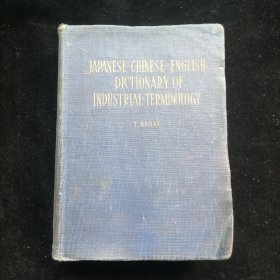 JAPANESE-CHINESE-ENGLISH
DICTIONARY OF
INDUSTRIAL TERMINOLOGY